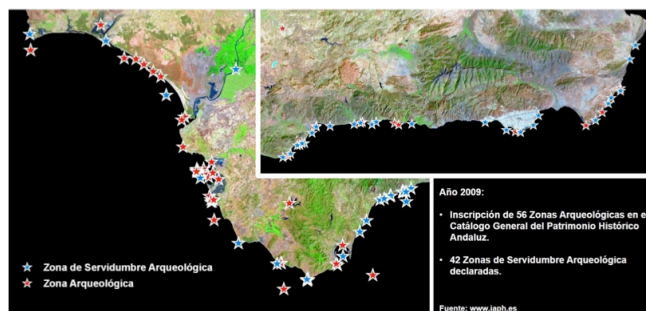 Zona de Servidumbre Arqueológica
Zona Arqueológica
Año 2009:
• Inscripción de 56 Zonas Arqueológicas en e
Catálogo General del Patrimonio Histórico
Andaluz.
• 42 Zonas de Servidumbre Arqueológica
declaradas.
Fuente: www.iaph.es